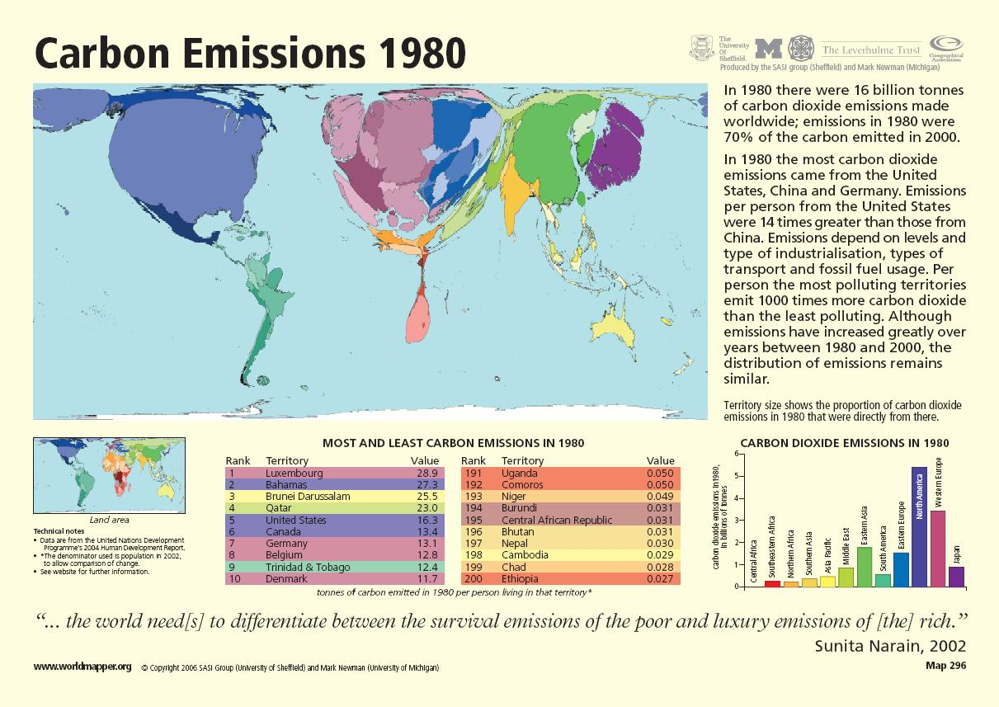 Carbon Emissions 1980
The
University
Of
Sheffield.
M
The Leverhulme Trust
Geographical
Association
Produced by the SASI group (Sheffield) and Mark Newman (Michigan)
In 1980 there were 16 billion tonnes
of carbon dioxide emissions made
worldwide; emissions in 1980 were
70% of the carbon emitted in 2000.
In 1980 the most carbon dioxide
emissions came from the United
States, China and Germany. Emissions
per person from the United States
were 14 times greater than those from
China. Emissions depend on levels and
type of industrialisation, types of
transport and fossil fuel usage. Per
person the most polluting territories
emit 1000 times more carbon dioxide
than the least polluting. Although
emissions have increased greatly over
years between 1980 and 2000, the
distribution of emissions remains
similar.
Territory size shows the proportion of carbon dioxide
emissions in 1980 that were directly from there.
Land area
Technical notes
• Data are from the United Nations Development
Programme's 2004 Human Development Report.
• *The denominator used is population in 2002,
to allow comparison of change.
• See website for further information.
MOST AND LEAST CARBON EMISSIONS IN 1980
Rank Territory Value Rank Territory Value
1 Luxembourg 28.9 191 Uganda 0.050
2 Bahamas 27.3 192 Comoros 0.050
3 Brunei Darussalam 25.5 193 Niger 0.049
4 Qatar 23.0 194 Burundi 0.031
5 United States 16.3 195 Central African Republic 0.031
6 Canada 13.4 196 Bhutan 0.031
7 Germany 13.1 197 Nepal 0.030
8 Belgium 12.8 198 Cambodia 0.029
9 Trinidad & Tobago 12.4 199 Chad 0.028
10 Denmark 11.7 200 Ethiopia 0.027
tonnes of carbon emitted in 1980 per person living in that territory*
CARBON DIOXIDE EMISSIONS IN 1980
carbon dioxide emissions in1980,
in billions of tonnes
6
5
4
3
2
1
0
Central Africa
Southeastern Africa
Northern Africa
Southern Asia
Asia Pacific
Middle East
Eastern Asia
South America
Eastern Europe
North America
Western Europe
Japan
“... the world need[s] to differentiate between the survival emissions of the poor and luxury emissions of [the] rich.”
Sunita Narain, 2002
www.worldmapper.org © Copyright 2006 SASI Group (University of Sheffield) and Mark Newman (University of Michigan)
Map 296